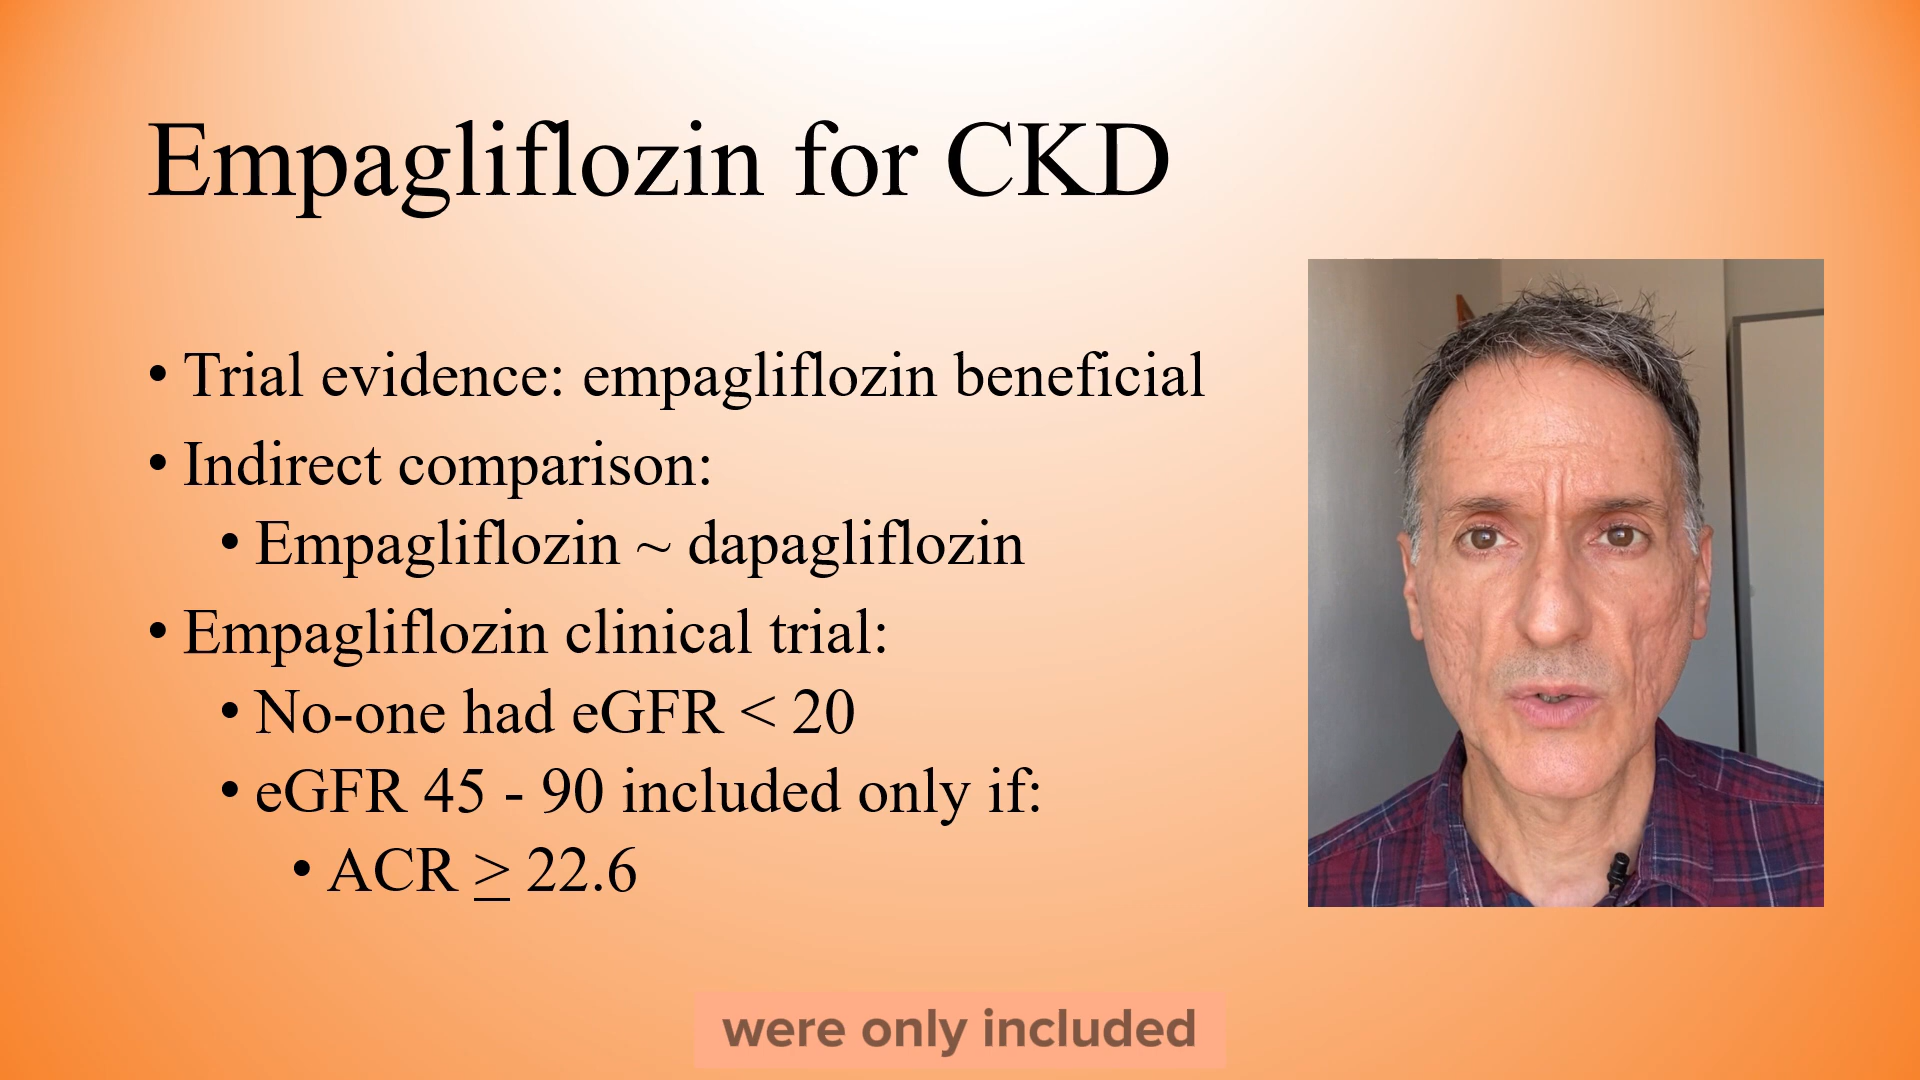 Empagliflozin for CKD
• Trial evidence: empagliflozin beneficial
• Indirect comparison:
• Empagliflozin ~ dapagliflozin
• Empagliflozin clinical trial:
• No-one had eGFR < 20
• eGFR 45 - 90 included only if:
• ACR ≥ 22.6
were only included